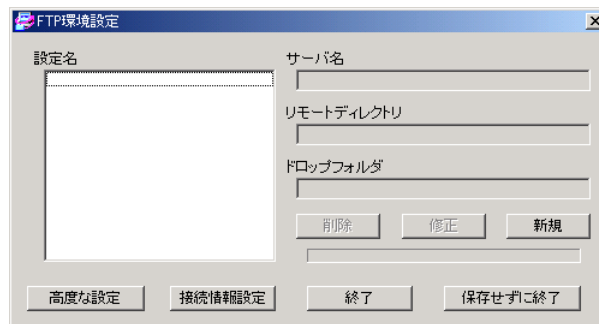 FTP環境設定
設定名
サーバ名
リモートディレクトリ
ドロップフォルダ
削除
修正
新規
高度な設定
接続情報設定
終了
保存せずに終了